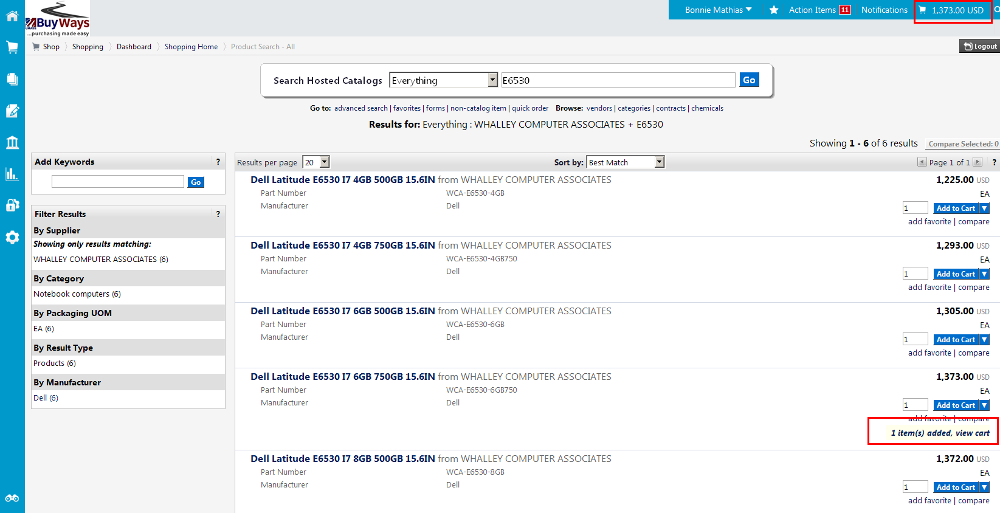 UMASS BuyWays
...purchasing made easy
Bonnie Mathias Action Items 11 Notifications 1,373.00 USD
Shop Shopping Dashboard Shopping Home Product Search - All
Logout
Search Hosted Catalogs Everything E6530 Go
Go to: advanced search | favorites | forms | non-catalog item | quick order Browse: vendors | categories | contracts | chemicals
Results for: Everything : WHALLEY COMPUTER ASSOCIATES + E6530
Showing 1 - 6 of 6 results Compare Selected: 0
Add Keywords ?
Go
Filter Results ?
By Supplier
Showing only results matching:
WHALLEY COMPUTER ASSOCIATES (6)
By Category
Notebook computers (6)
By Packaging UOM
EA (6)
By Result Type
Products (6)
By Manufacturer
Dell (6)
Results per page 20 Sort by: Best Match Page 1 of 1 ?
Dell Latitude E6530 I7 4GB 500GB 15.6IN from WHALLEY COMPUTER ASSOCIATES 1,225.00 USD
Part Number WCA-E6530-4GB EA
Manufacturer Dell 1 Add to Cart
add favorite | compare
Dell Latitude E6530 I7 4GB 750GB 15.6IN from WHALLEY COMPUTER ASSOCIATES 1,293.00 USD
Part Number WCA-E6530-4GB750 EA
Manufacturer Dell 1 Add to Cart
add favorite | compare
Dell Latitude E6530 I7 6GB 500GB 15.6IN from WHALLEY COMPUTER ASSOCIATES 1,305.00 USD
Part Number WCA-E6530-6GB EA
Manufacturer Dell 1 Add to Cart
add favorite | compare
Dell Latitude E6530 I7 6GB 750GB 15.6IN from WHALLEY COMPUTER ASSOCIATES 1,373.00 USD
Part Number WCA-E6530-6GB750 EA
Manufacturer Dell 1 Add to Cart
add favorite | compare
1 item(s) added, view cart
Dell Latitude E6530 I7 8GB 500GB 15.6IN from WHALLEY COMPUTER ASSOCIATES 1,372.00 USD
Part Number WCA-E6530-8GB EA
Manufacturer Dell 1 Add to Cart
add favorite | compare